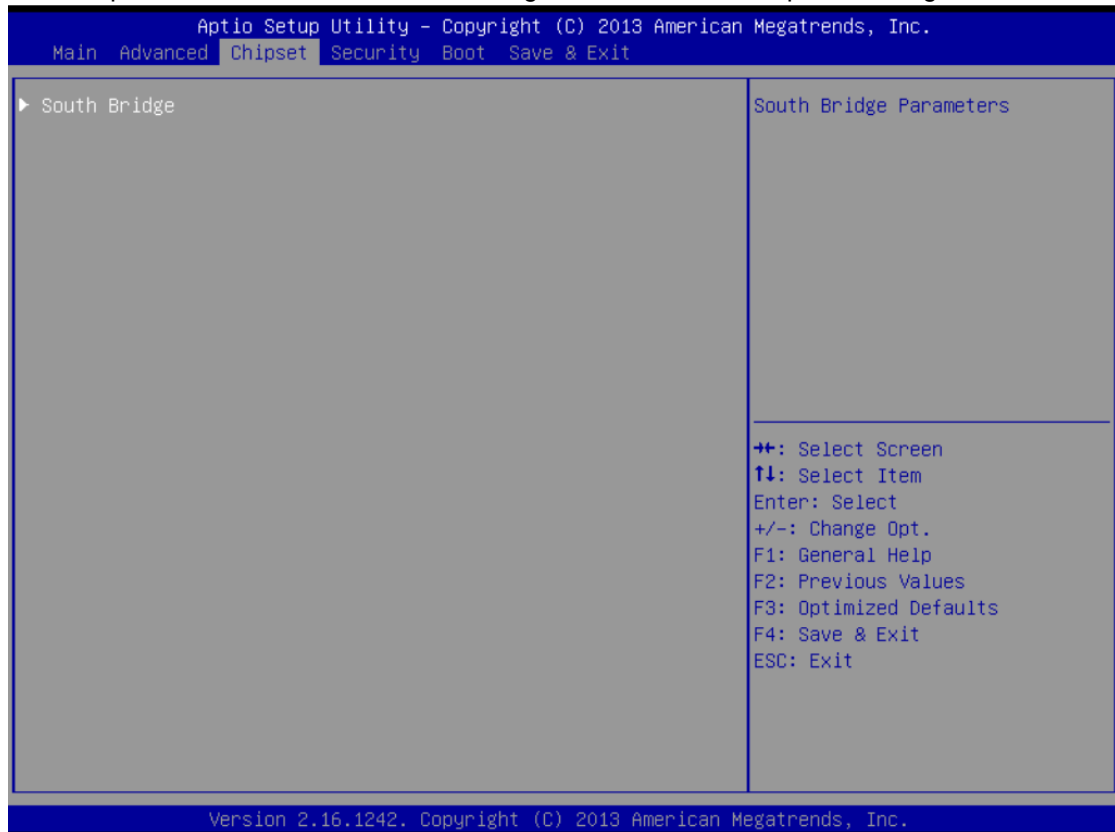 Aptio Setup Utility – Copyright (C) 2013 American Megatrends, Inc.
Main Advanced Chipset Security Boot Save & Exit
▶ South Bridge
South Bridge Parameters
→←: Select Screen
↑↓: Select Item
Enter: Select
+/-: Change Opt.
F1: General Help
F2: Previous Values
F3: Optimized Defaults
F4: Save & Exit
ESC: Exit
Version 2.16.1242. Copyright (C) 2013 American Megatrends, Inc.